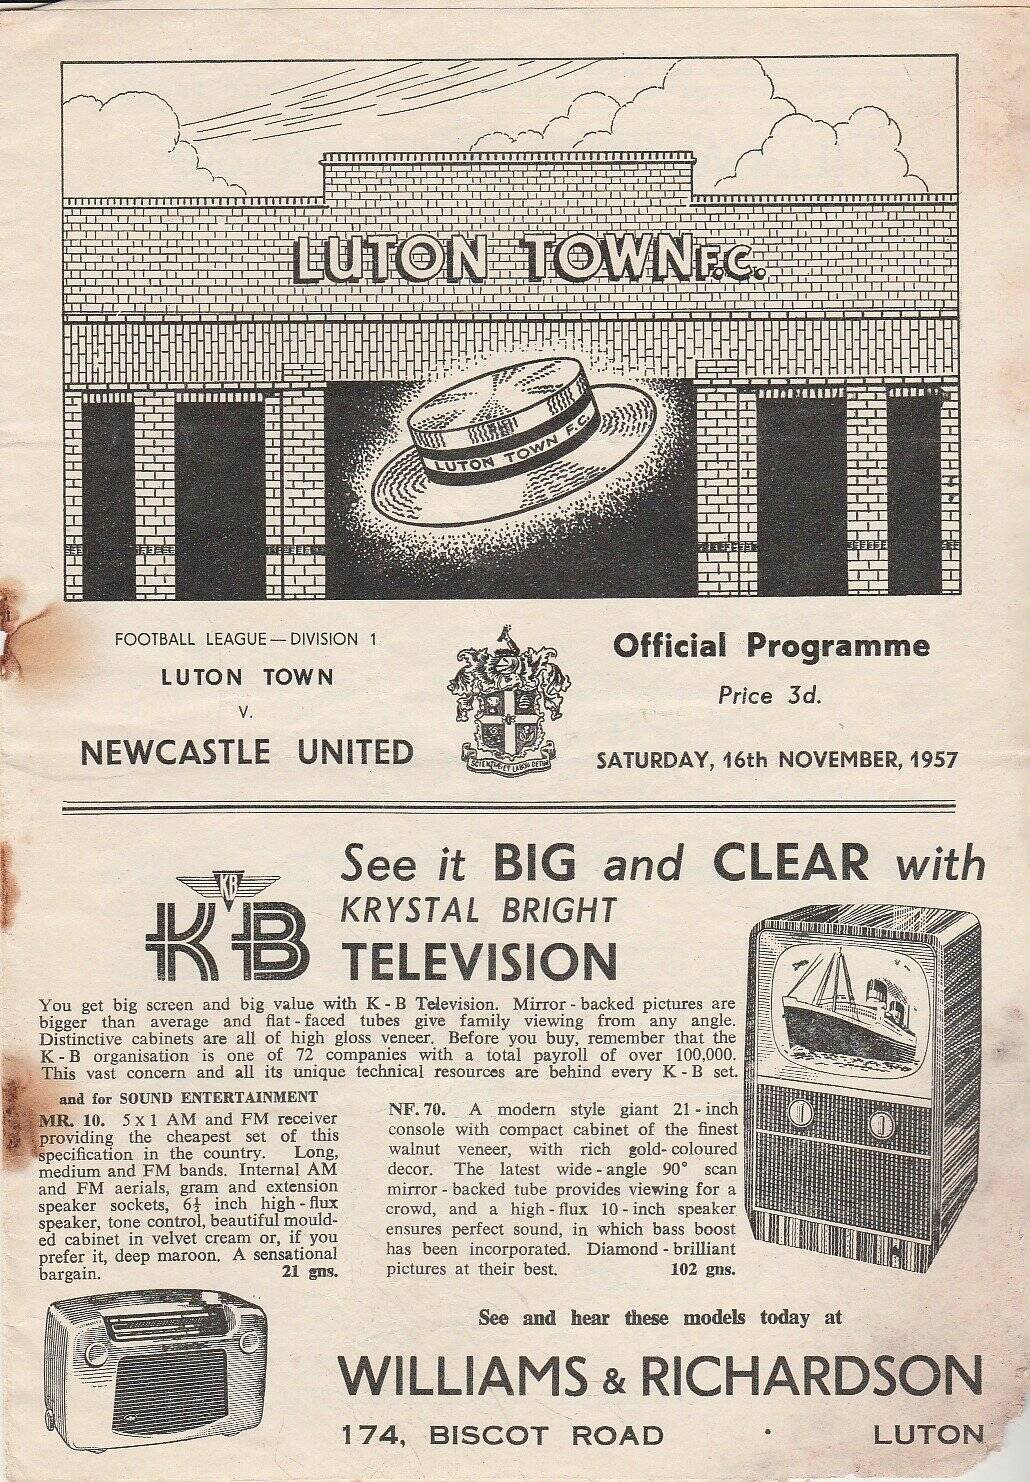 LUTON TOWN F.C.
LUTON TOWN F.C.
FOOTBALL LEAGUE — DIVISION 1
LUTON TOWN
V.
NEWCASTLE UNITED
Official Programme
Price 3d.
SATURDAY, 16th NOVEMBER, 1957
KB
KB
See it BIG and CLEAR with
KRYSTAL BRIGHT
TELEVISION
You get big screen and big value with K - B Television. Mirror - backed pictures are
bigger than average and flat - faced tubes give family viewing from any angle.
Distinctive cabinets are all of high gloss veneer. Before you buy, remember that the
K - B organisation is one of 72 companies with a total payroll of over 100,000.
This vast concern and all its unique technical resources are behind every K - B set.
and for SOUND ENTERTAINMENT
MR. 10. 5 x 1 AM and FM receiver
providing the cheapest set of this
specification in the country. Long,
medium and FM bands. Internal AM
and FM aerials, gram and extension
speaker sockets, 6½ inch high - flux
speaker, tone control, beautiful mould-
ed cabinet in velvet cream or, if you
prefer it, deep maroon. A sensational
bargain. 21 gns.
NF. 70. A modern style giant 21 - inch
console with compact cabinet of the finest
walnut veneer, with rich gold - coloured
decor. The latest wide - angle 90° scan
mirror - backed tube provides viewing for a
crowd, and a high - flux 10 - inch speaker
ensures perfect sound, in which bass boost
has been incorporated. Diamond - brilliant
pictures at their best. 102 gns.
See and hear these models today at
WILLIAMS & RICHARDSON
174, BISCOT ROAD · LUTON